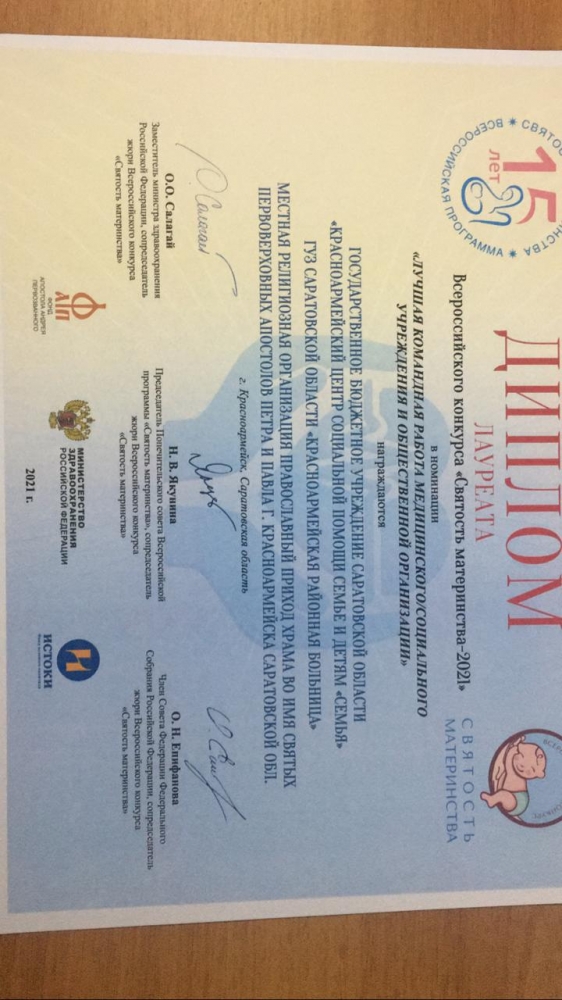 ВСЕРОССИЙСКАЯ ПРОГРАММА
15
лет
ДИПЛОМ
ЛАУРЕАТА
Всероссийского конкурса «Святость материнства–2021»
в номинации
«ЛУЧШАЯ КОМАНДНАЯ РАБОТА МЕДИЦИНСКОГО/СОЦИАЛЬНОГО
УЧРЕЖДЕНИЯ И ОБЩЕСТВЕННОЙ ОРГАНИЗАЦИИ»
награждаются
ГОСУДАРСТВЕННОЕ БЮДЖЕТНОЕ УЧРЕЖДЕНИЕ САРАТОВСКОЙ ОБЛАСТИ
«КРАСНОАРМЕЙСКИЙ ЦЕНТР СОЦИАЛЬНОЙ ПОМОЩИ СЕМЬЕ И ДЕТЯМ «СЕМЬЯ»
ГУЗ САРАТОВСКОЙ ОБЛАСТИ «КРАСНОАРМЕЙСКАЯ РАЙОННАЯ БОЛЬНИЦА»
МЕСТНАЯ РЕЛИГИОЗНАЯ ОРГАНИЗАЦИЯ ПРАВОСЛАВНЫЙ ПРИХОД ХРАМА ВО ИМЯ СВЯТЫХ
ПЕРВОВЕРХОВНЫХ АПОСТОЛОВ ПЕТРА И ПАВЛА Г. КРАСНОАРМЕЙСКА САРАТОВСКОЙ ОБЛ.
г. Красноармейск, Саратовская область
СВЯТОСТЬ
МАТЕРИНСТВА
О.О. Салагай
Заместитель министра здравоохранения
Российской Федерации, сопредседатель
жюри Всероссийского конкурса
«Святость материнства»
Н. В. Якунина
Председатель Попечительского совета Всероссийской
программы «Святость материнства», сопредседатель
жюри Всероссийского конкурса
«Святость материнства»
О. Н. Епифанова
Член Совета Федерации Федерального
Собрания Российской Федерации, сопредседатель
жюри Всероссийского конкурса
«Святость материнства»
ФОНД
АПОСТОЛА АНДРЕЯ
ПЕРВОЗВАННОГО
МИНИСТЕРСТВО
ЗДРАВООХРАНЕНИЯ
РОССИЙСКОЙ ФЕДЕРАЦИИ
ИСТОКИ
2021 г.